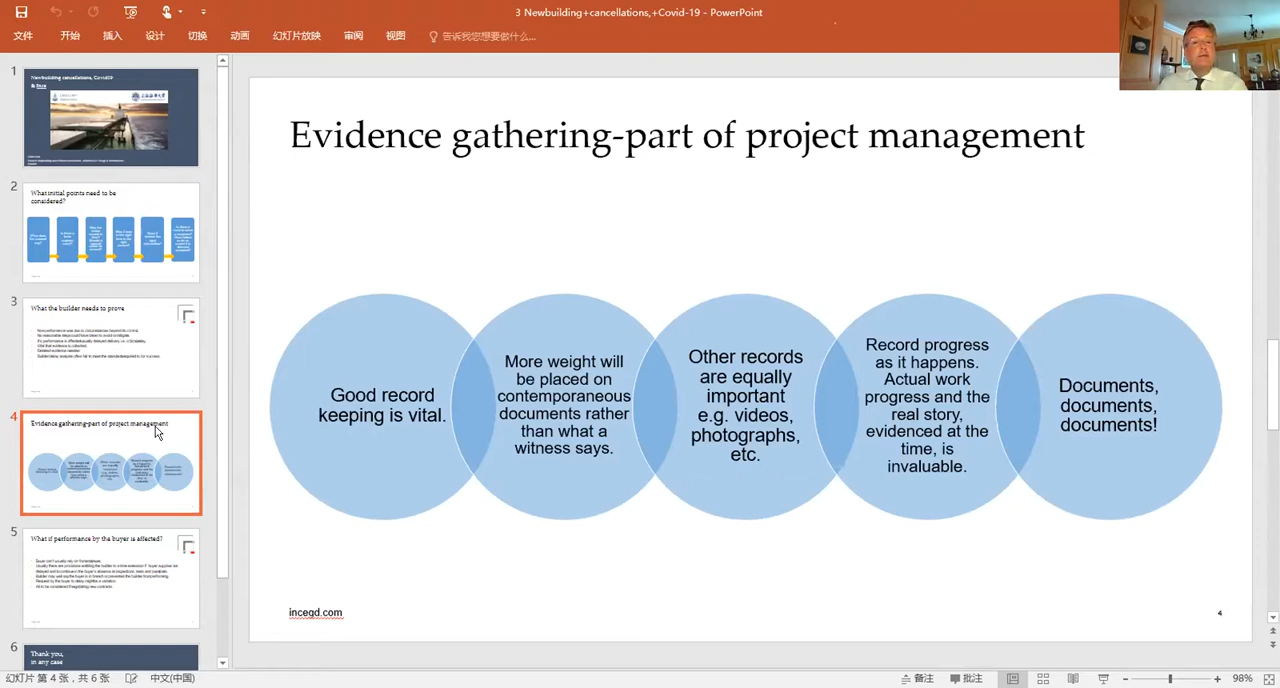 3 Newbuilding+cancellations,+Covid-19 - PowerPoint
文件 开始 插入 设计 切换 动画 幻灯片放映 审阅 视图 告诉我您想要做什么...
1
Newbuilding cancellations, Covid19
& Ince
2
What initial points need to be
considered?
3
What the builder needs to prove
4
Evidence gathering-part of project management
5
What if performance by the buyer is affected?
6
Thank you,
in any case
Evidence gathering-part of project management
Good record
keeping is vital.
More weight will
be placed on
contemporaneous
documents rather
than what a
witness says.
Other records
are equally
important
e.g. videos,
photographs,
etc.
Record progress
as it happens.
Actual work
progress and the
real story,
evidenced at the
time, is
invaluable.
Documents,
documents,
documents!
incegd.com
4
幻灯片 第 4 张，共 6 张 中文(中国) 备注 批注 98%